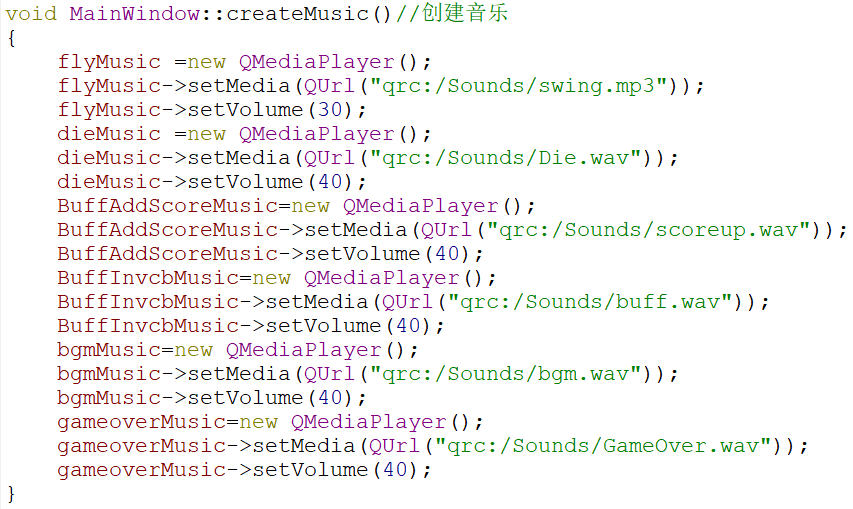 void MainWindow::createMusic()//创建音乐
{
    flyMusic =new QMediaPlayer();
    flyMusic->setMedia(QUrl("qrc:/Sounds/swing.mp3"));
    flyMusic->setVolume(30);
    dieMusic =new QMediaPlayer();
    dieMusic->setMedia(QUrl("qrc:/Sounds/Die.wav"));
    dieMusic->setVolume(40);
    BuffAddScoreMusic=new QMediaPlayer();
    BuffAddScoreMusic->setMedia(QUrl("qrc:/Sounds/scoreup.wav"));
    BuffAddScoreMusic->setVolume(40);
    BuffInvcbMusic=new QMediaPlayer();
    BuffInvcbMusic->setMedia(QUrl("qrc:/Sounds/buff.wav"));
    BuffInvcbMusic->setVolume(40);
    bgmMusic=new QMediaPlayer();
    bgmMusic->setMedia(QUrl("qrc:/Sounds/bgm.wav"));
    bgmMusic->setVolume(40);
    gameoverMusic=new QMediaPlayer();
    gameoverMusic->setMedia(QUrl("qrc:/Sounds/GameOver.wav"));
    gameoverMusic->setVolume(40);
}